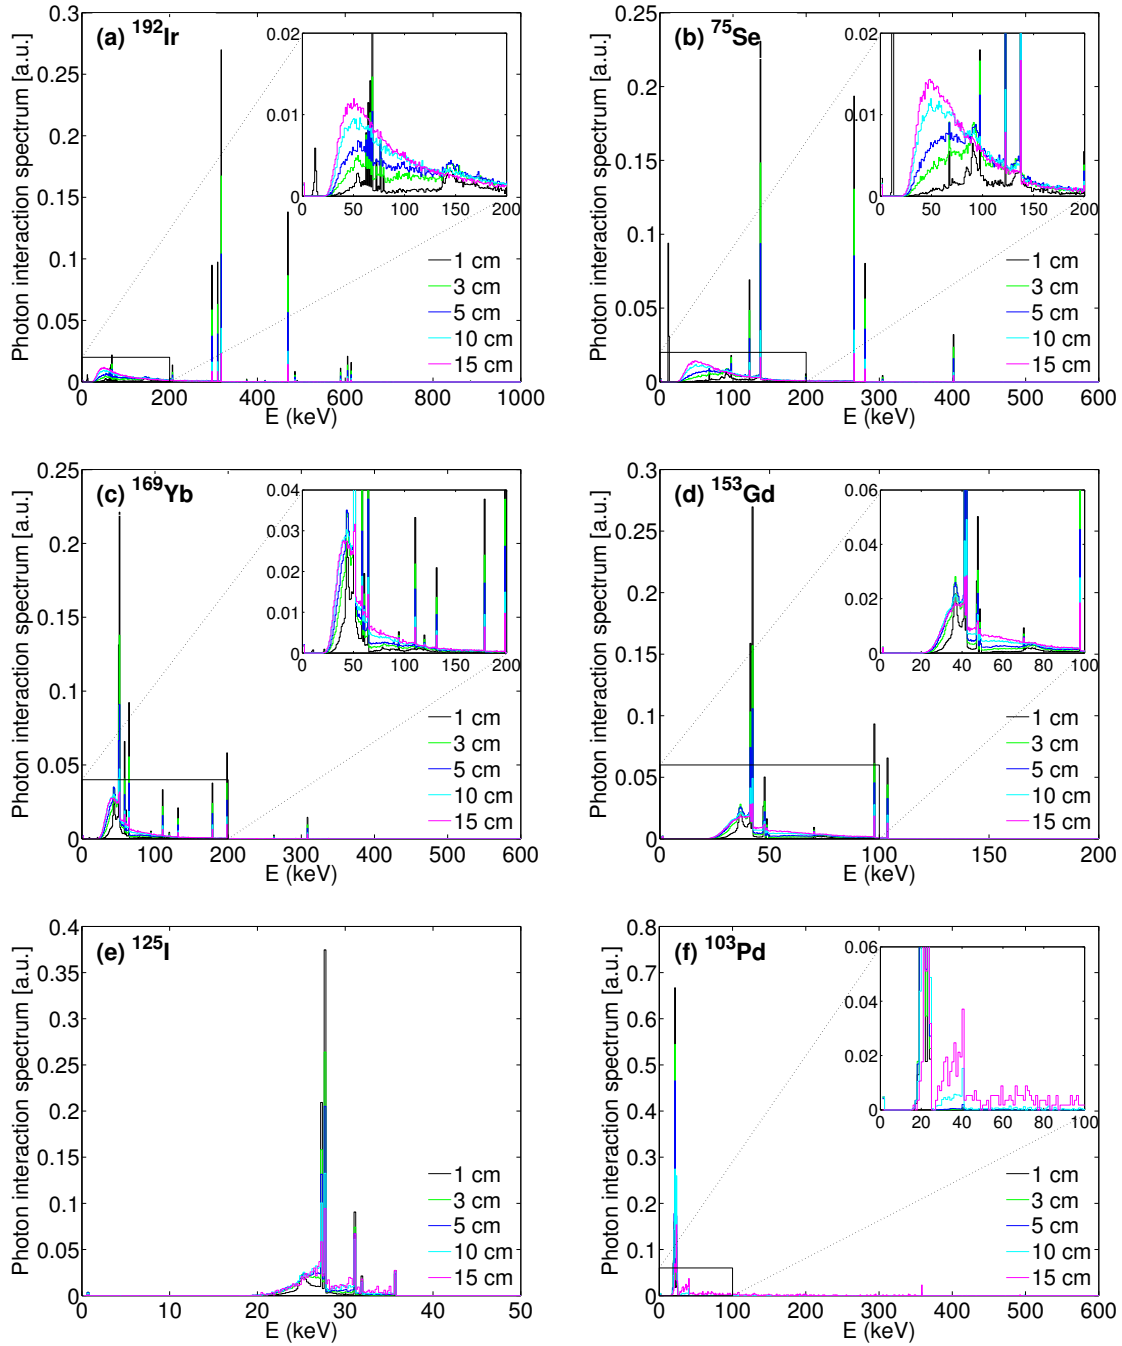 (a) 192Ir
Photon interaction spectrum [a.u.]
0.3
0.25
0.2
0.15
0.1
0.05
0
0 200 400 600 800 1000
E (keV)
0.02
0.01
0
0 50 100 150 200
1 cm
3 cm
5 cm
10 cm
15 cm
(b) 75Se
Photon interaction spectrum [a.u.]
0.25
0.2
0.15
0.1
0.05
0
0 100 200 300 400 500 600
E (keV)
0.02
0.01
0
0 50 100 150 200
1 cm
3 cm
5 cm
10 cm
15 cm
(c) 169Yb
Photon interaction spectrum [a.u.]
0.25
0.2
0.15
0.1
0.05
0
0 100 200 300 400 500 600
E (keV)
0.04
0.03
0.02
0.01
0
0 50 100 150 200
1 cm
3 cm
5 cm
10 cm
15 cm
(d) 153Gd
Photon interaction spectrum [a.u.]
0.3
0.25
0.2
0.15
0.1
0.05
0
0 50 100 150 200
E (keV)
0.06
0.04
0.02
0
0 20 40 60 80 100
1 cm
3 cm
5 cm
10 cm
15 cm
(e) 125I
Photon interaction spectrum [a.u.]
0.4
0.35
0.3
0.25
0.2
0.15
0.1
0.05
0
0 10 20 30 40 50
E (keV)
1 cm
3 cm
5 cm
10 cm
15 cm
(f) 103Pd
Photon interaction spectrum [a.u.]
0.8
0.7
0.6
0.5
0.4
0.3
0.2
0.1
0
0 100 200 300 400 500 600
E (keV)
0.06
0.04
0.02
0
0 20 40 60 80 100
1 cm
3 cm
5 cm
10 cm
15 cm